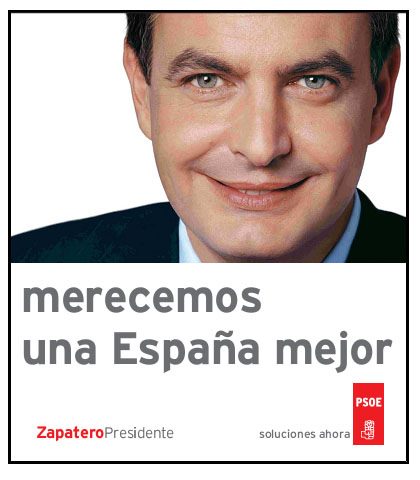 merecemos
una España mejor
PSOE
ZapateroPresidente
soluciones ahora